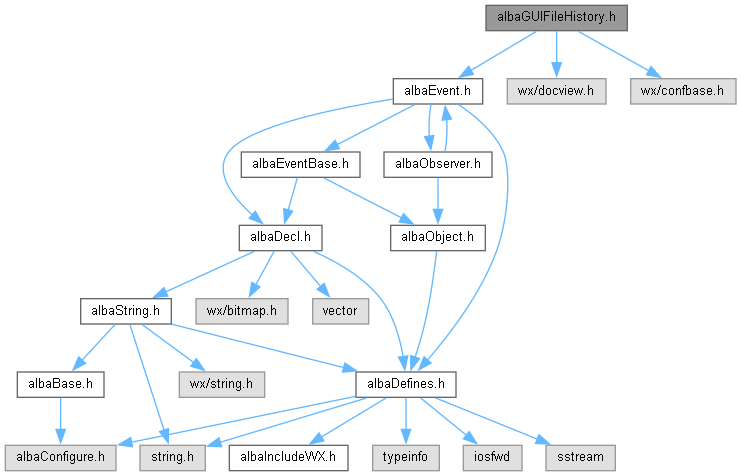 albaGUIFileHistory.h
albaEvent.h
wx/docview.h
wx/confbase.h
albaEventBase.h
albaObserver.h
albaDecl.h
albaObject.h
albaString.h
wx/bitmap.h
vector
albaBase.h
wx/string.h
albaDefines.h
albaConfigure.h
string.h
albaIncludeWX.h
typeinfo
iosfwd
sstream